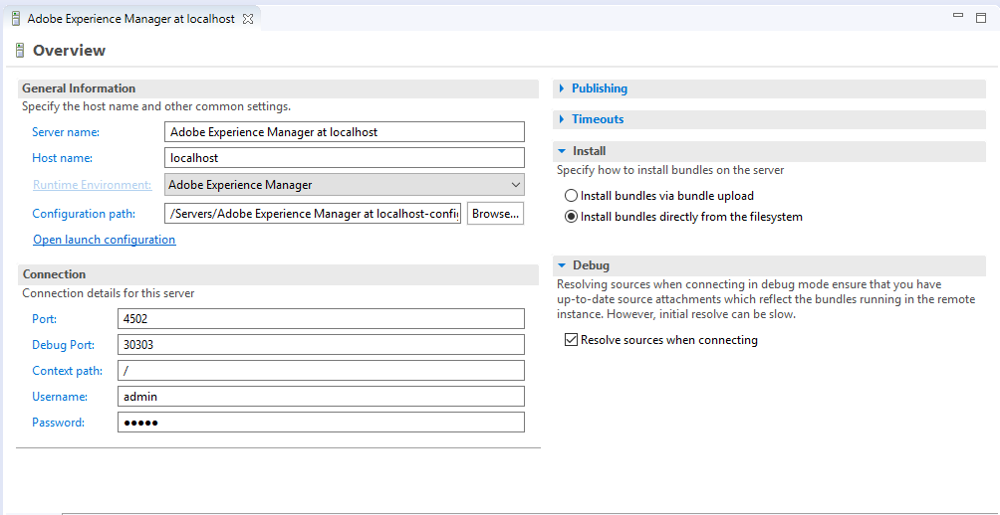 Adobe Experience Manager at localhost
Overview
General Information
Specify the host name and other common settings.
Server name: Adobe Experience Manager at localhost
Host name: localhost
Runtime Environment: Adobe Experience Manager
Configuration path: /Servers/Adobe Experience Manager at localhost-config Browse...
Open launch configuration
Connection
Connection details for this server
Port: 4502
Debug Port: 30303
Context path: /
Username: admin
Password: ●●●●●
Publishing
Timeouts
Install
Specify how to install bundles on the server
Install bundles via bundle upload
Install bundles directly from the filesystem
Debug
Resolving sources when connecting in debug mode ensure that you have
up-to-date source attachments which reflect the bundles running in the remote
instance. However, initial resolve can be slow.
Resolve sources when connecting